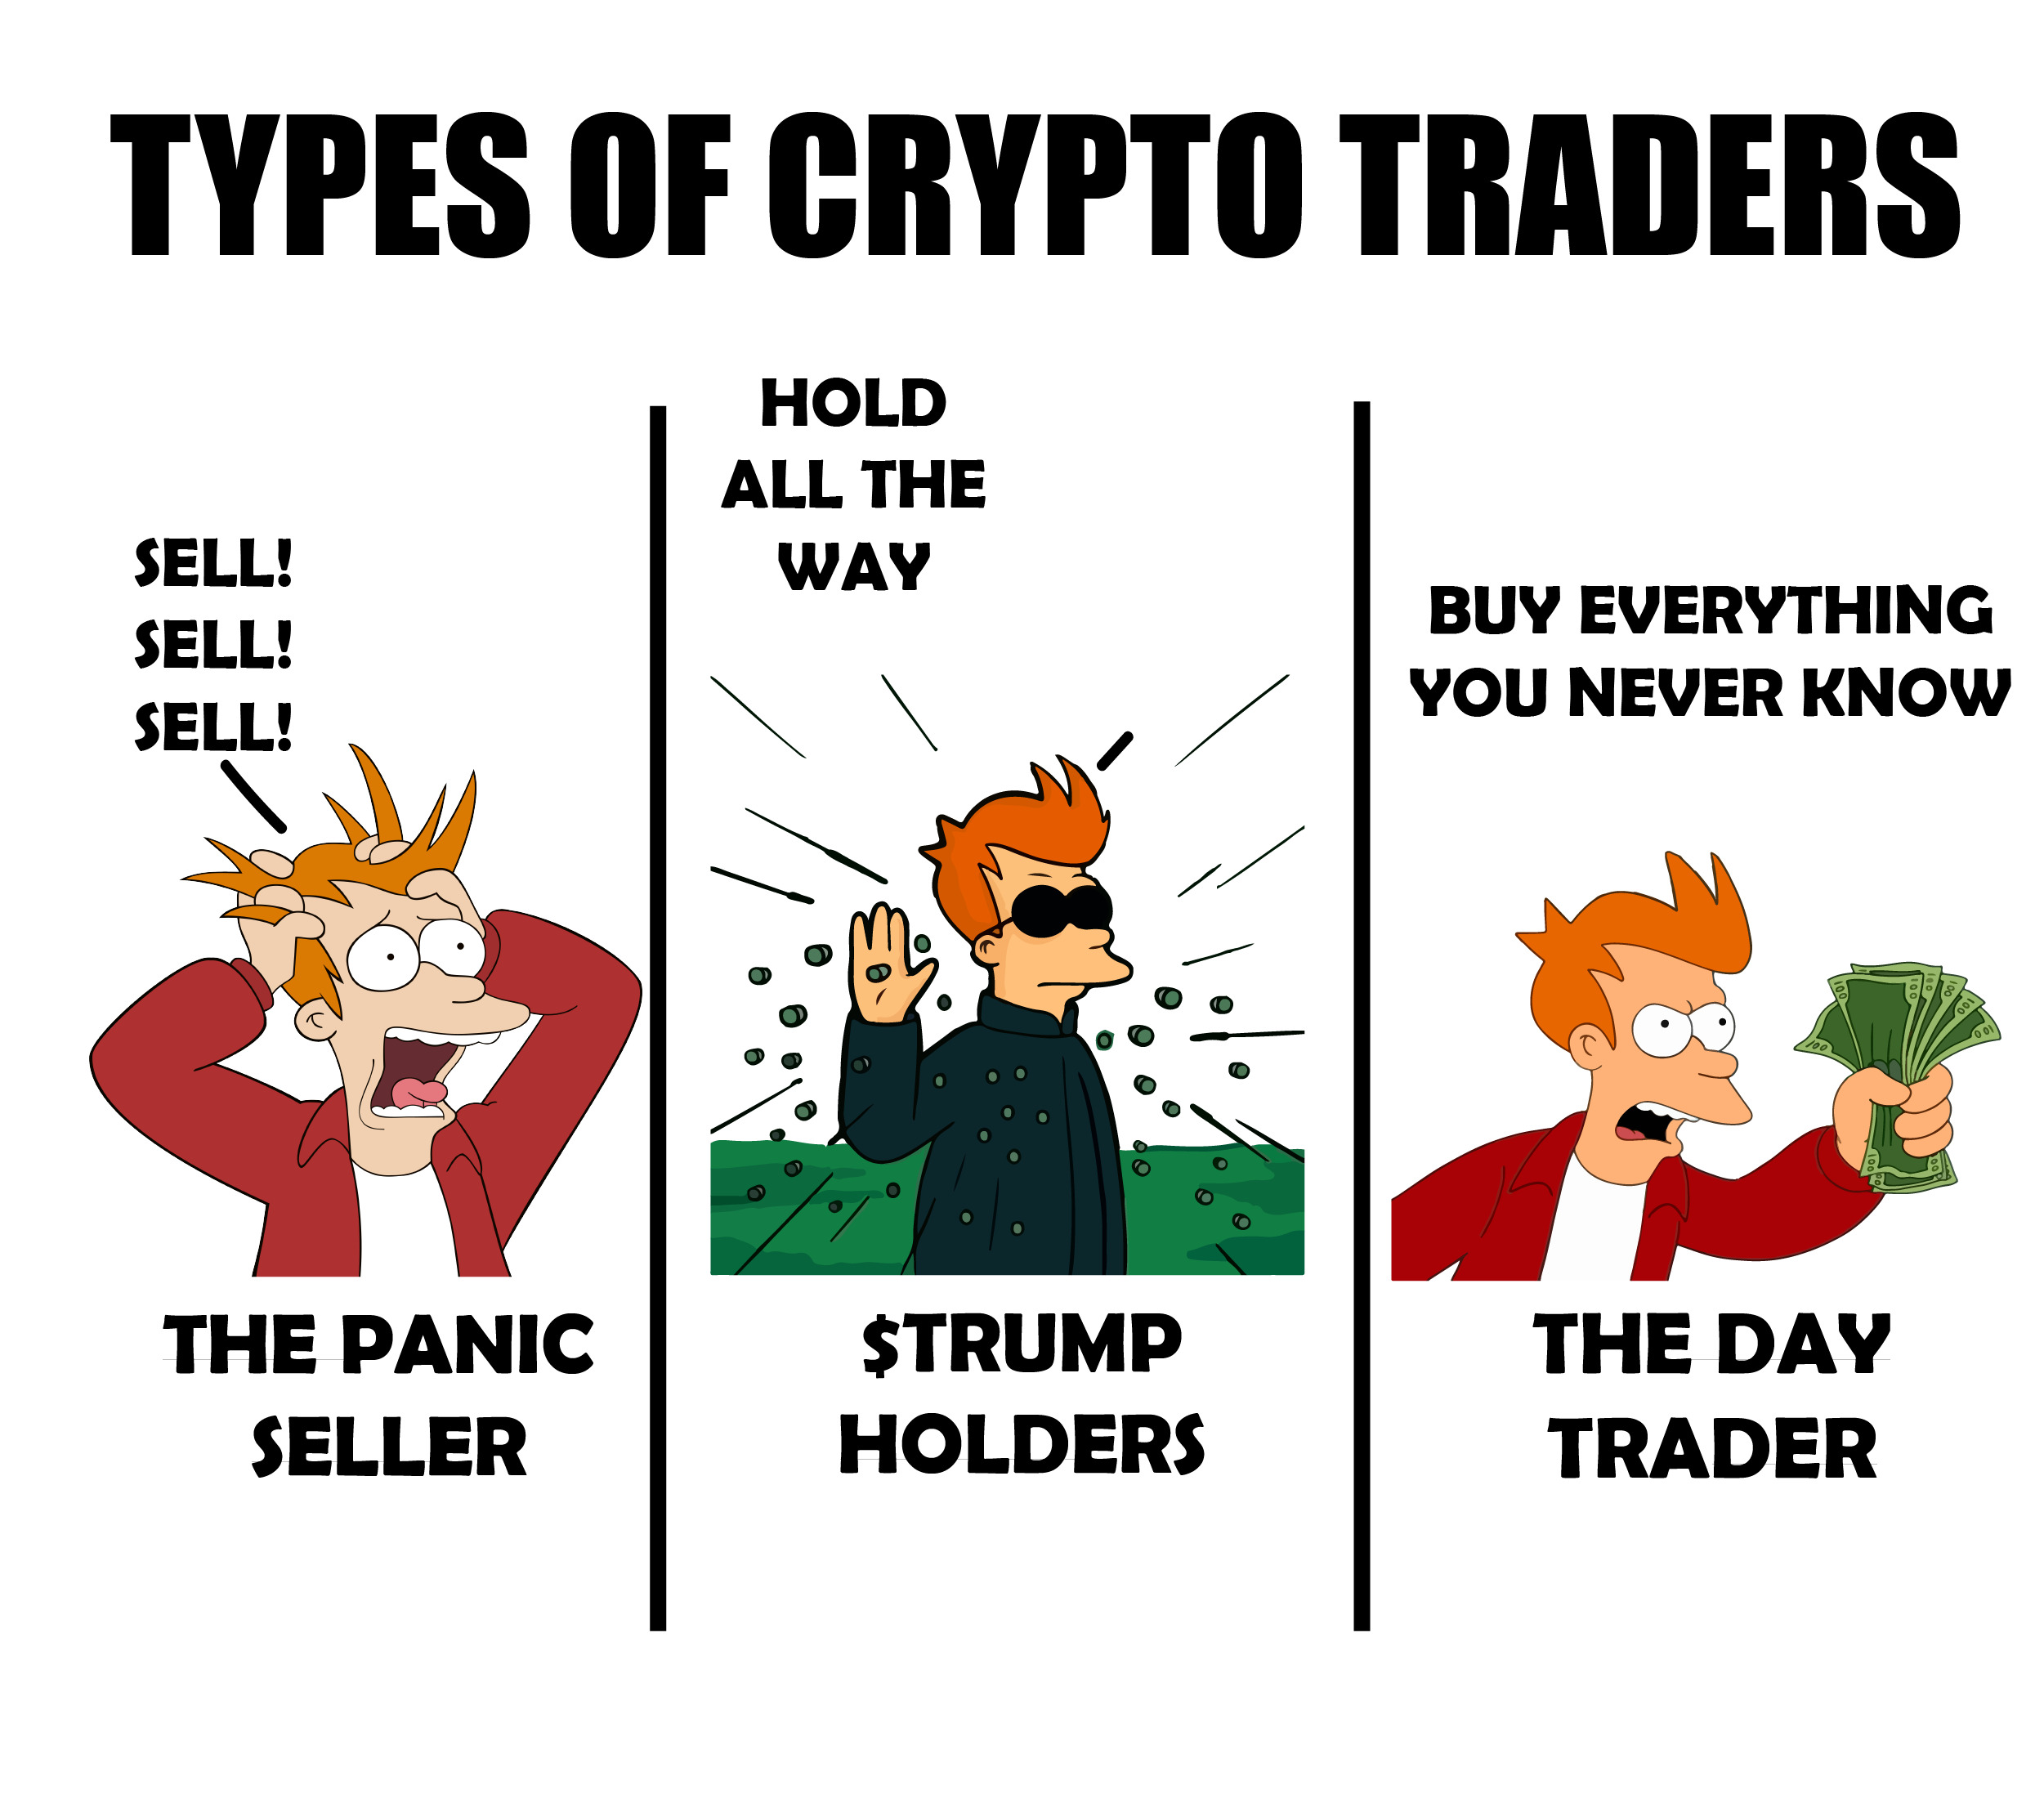 TYPES OF CRYPTO TRADERS
SELL!
SELL!
SELL!
THE PANIC
SELLER
HOLD
ALL THE
WAY
$TRUMP
HOLDERS
BUY EVERYTHING
YOU NEVER KNOW
THE DAY
TRADER